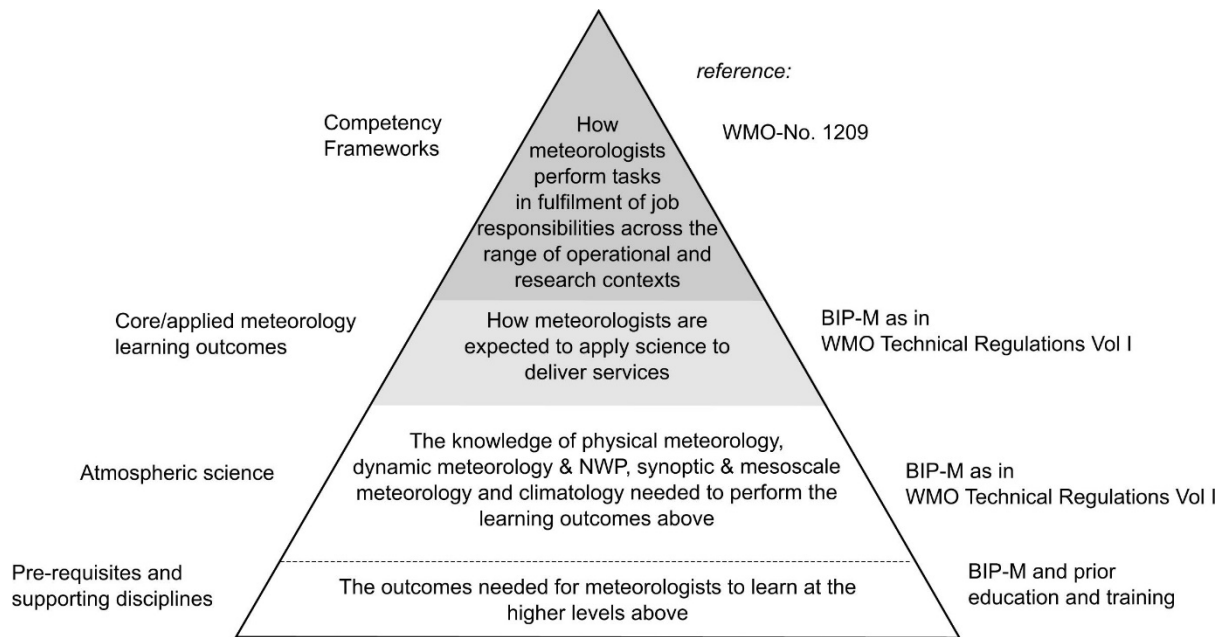 reference:
Competency
Frameworks
How
meteorologists
perform tasks
in fulfilment of job
responsibilities across the
range of operational and
research contexts
WMO-No. 1209
Core/applied meteorology
learning outcomes
How meteorologists are
expected to apply science to
deliver services
BIP-M as in
WMO Technical Regulations Vol I
Atmospheric science
The knowledge of physical meteorology,
dynamic meteorology & NWP, synoptic & mesoscale
meteorology and climatology needed to perform the
learning outcomes above
BIP-M as in
WMO Technical Regulations Vol I
Pre-requisites and
supporting disciplines
The outcomes needed for meteorologists to learn at the
higher levels above
BIP-M and prior
education and training